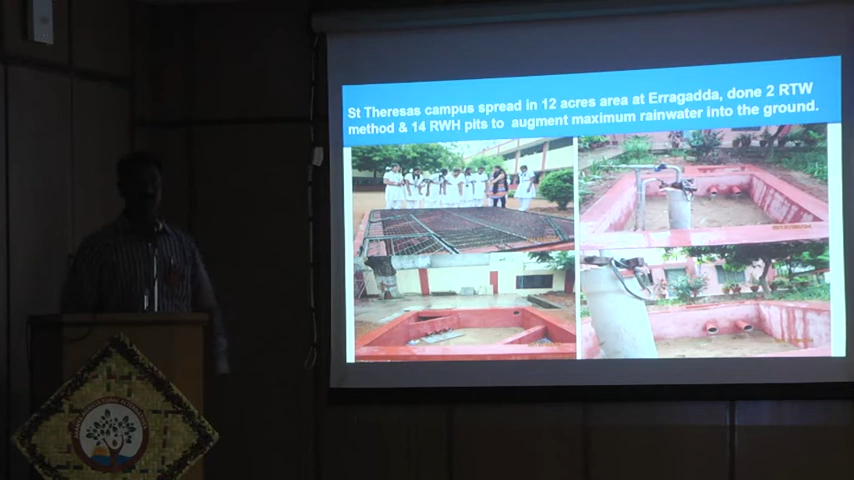 St Theresas campus spread in 12 acres area at Erragadda, done 2 RTW
method & 14 RWH pits to augment maximum rainwater into the ground.